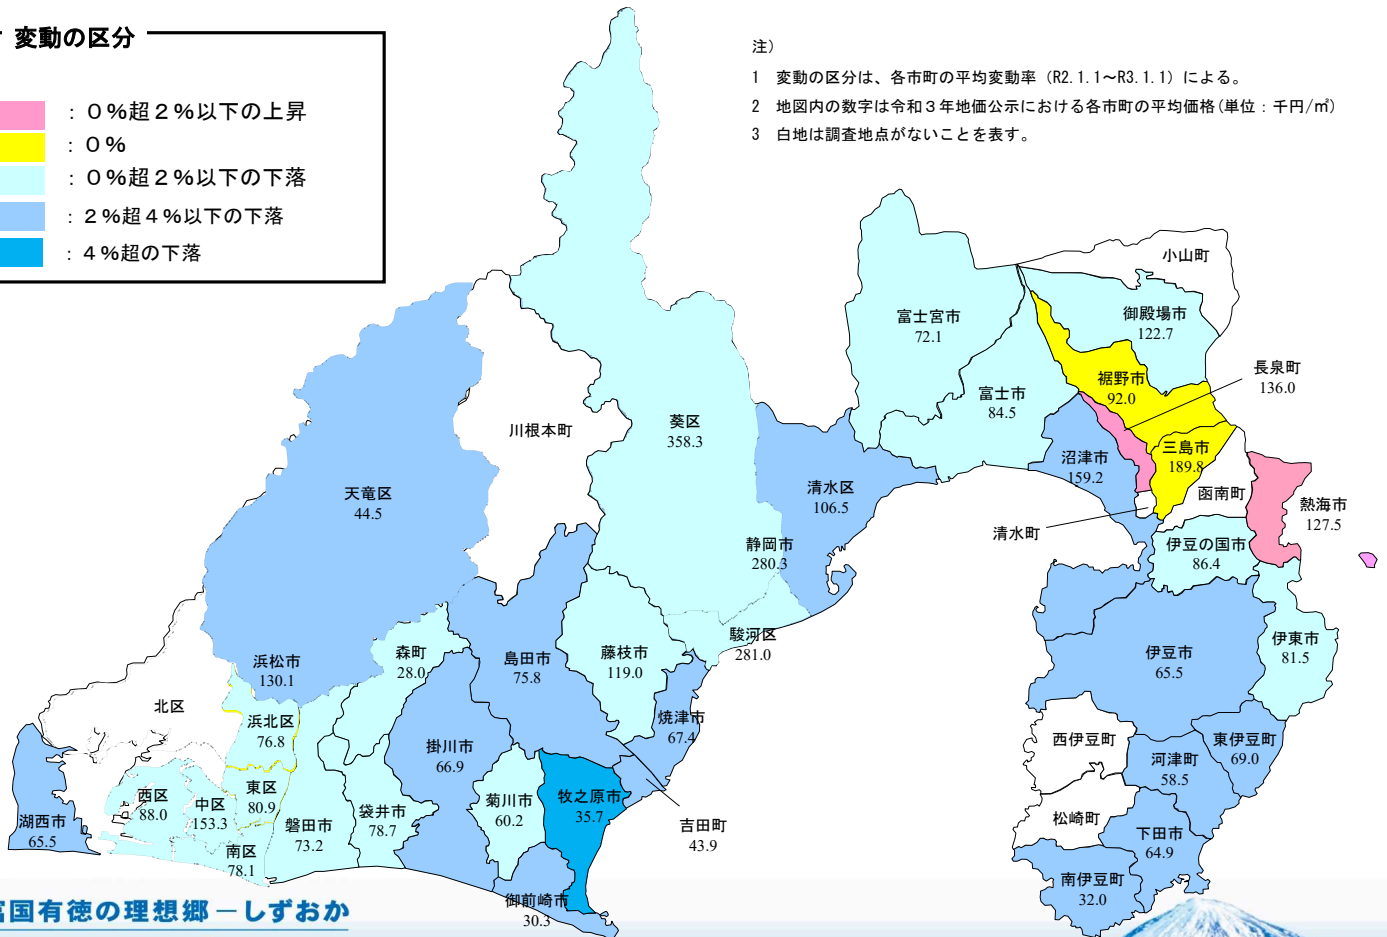 変動の区分
：０％超２％以下の上昇
：０％
：０％超２％以下の下落
：２％超４％以下の下落
：４％超の下落
注）
1 変動の区分は、各市町の平均変動率（R2.1.1～R3.1.1）による。
2 地図内の数字は令和３年地価公示における各市町の平均価格(単位：千円/㎡)
3 白地は調査地点がないことを表す。
小山町
御殿場市
122.7
富士宮市
72.1
長泉町
136.0
裾野市
92.0
富士市
84.5
葵区
358.3
川根本町
三島市
189.8
沼津市
159.2
函南町
清水区
106.5
天竜区
44.5
熱海市
127.5
清水町
静岡市
280.3
伊豆の国市
86.4
駿河区
281.0
伊東市
81.5
森町
28.0
島田市
75.8
藤枝市
119.0
伊豆市
65.5
浜松市
130.1
北区
浜北区
76.8
焼津市
67.4
掛川市
66.9
西伊豆町
東伊豆町
69.0
河津町
58.5
東区
80.9
西区
88.0
中区
153.3
菊川市
60.2
牧之原市
35.7
袋井市
78.7
湖西市
65.5
磐田市
73.2
吉田町
43.9
松崎町
下田市
64.9
南区
78.1
南伊豆町
32.0
御前崎市
30.3
富国有徳の理想郷－しずおか